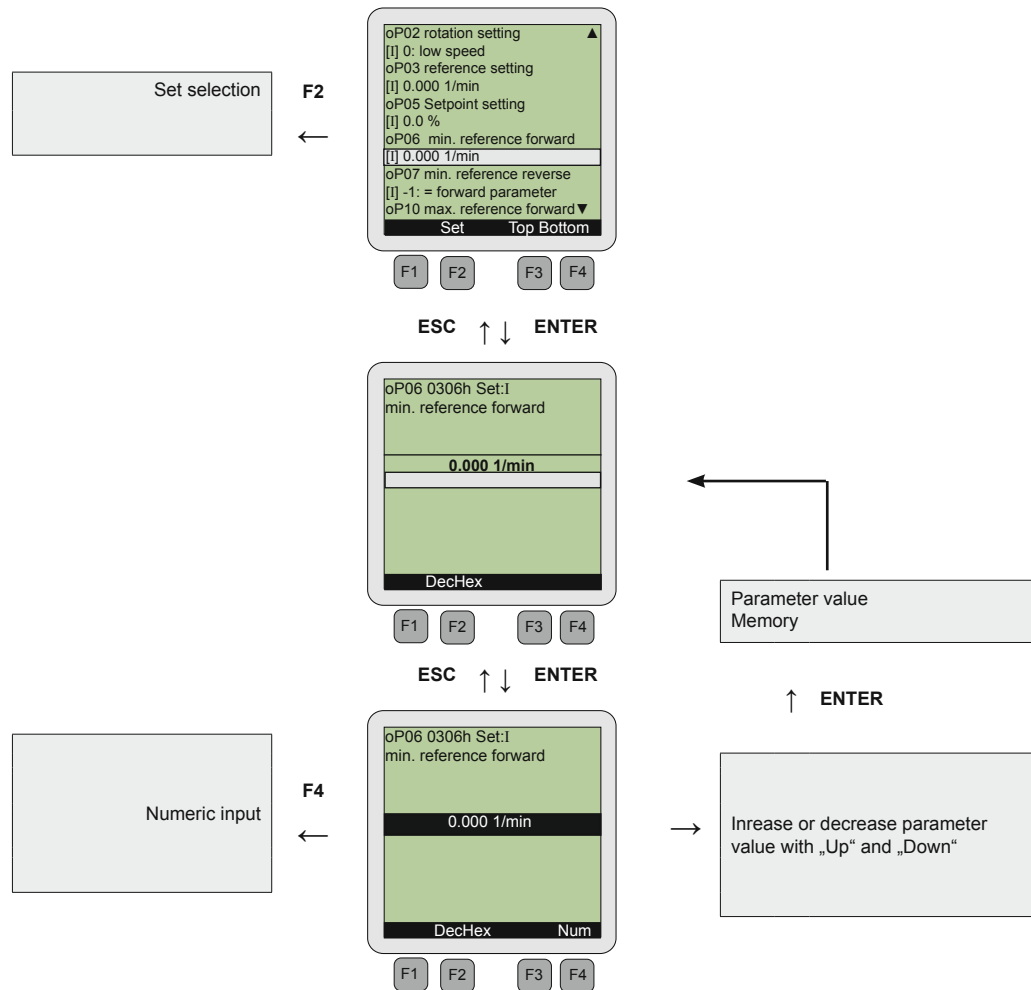 oP02 rotation setting ▲
[I] 0: low speed
oP03 reference setting
[I] 0.000 1/min
oP05 Setpoint setting
[I] 0.0 %
oP06 min. reference forward
[I] 0.000 1/min
oP07 min. reference reverse
[I] -1: = forward parameter
oP10 max. reference forward▼
Set Top Bottom
F1 F2 F3 F4
Set selection
F2
←
ESC ↑↓ ENTER
oP06 0306h Set:I
min. reference forward
0.000 1/min
DecHex
F1 F2 F3 F4
Parameter value
Memory
ESC ↑↓ ENTER
↑ ENTER
oP06 0306h Set:I
min. reference forward
0.000 1/min
DecHex Num
F1 F2 F3 F4
Numeric input
F4
←
→
Inrease or decrease parameter
value with „Up“ and „Down“